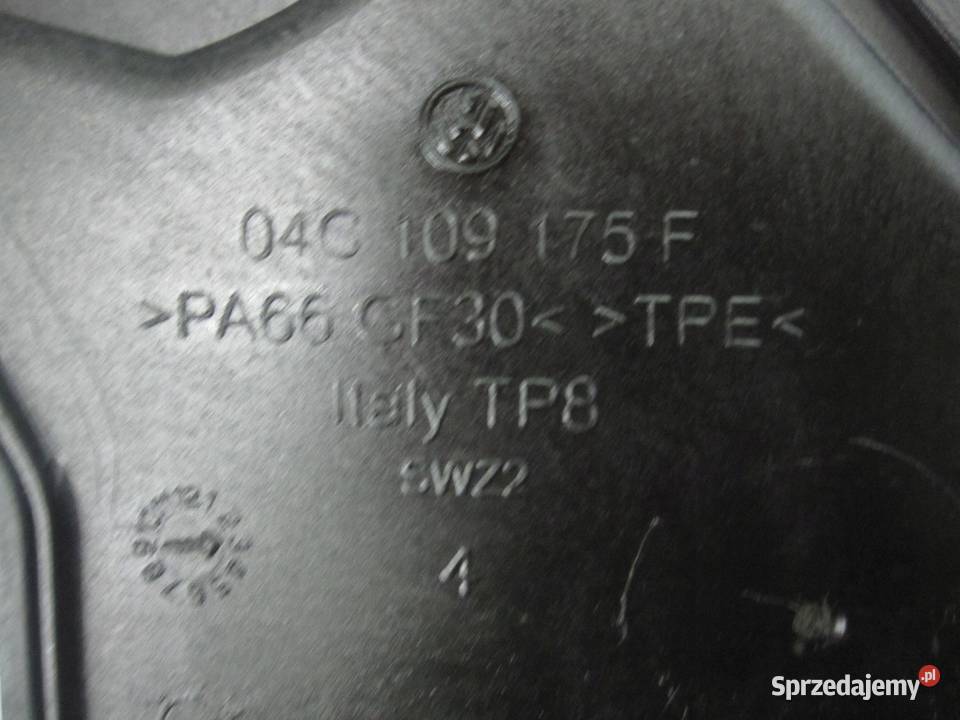 04C 109 175 F
>PA66 GF30< >TPE<
Italy TP8
SWZ2
4
Sprzedajemy.pl